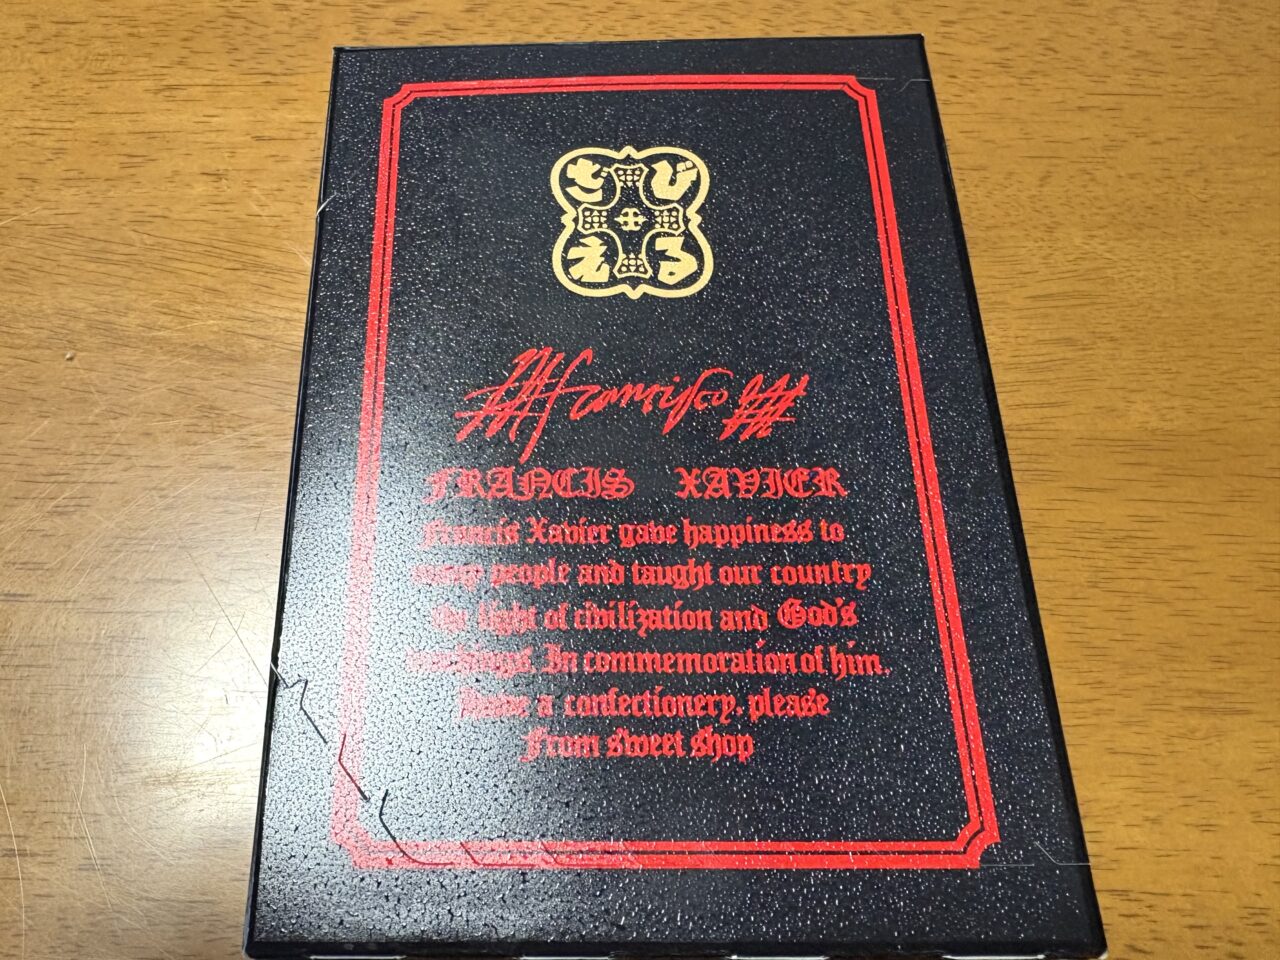 ざび
える
Francisco
FRANCIS XAVIER
Francis Xavier gave happiness to
many people and taught our country
the light of civilization and God's
teachings. In commemoration of him.
Have a confectionery. please
From sweet shop